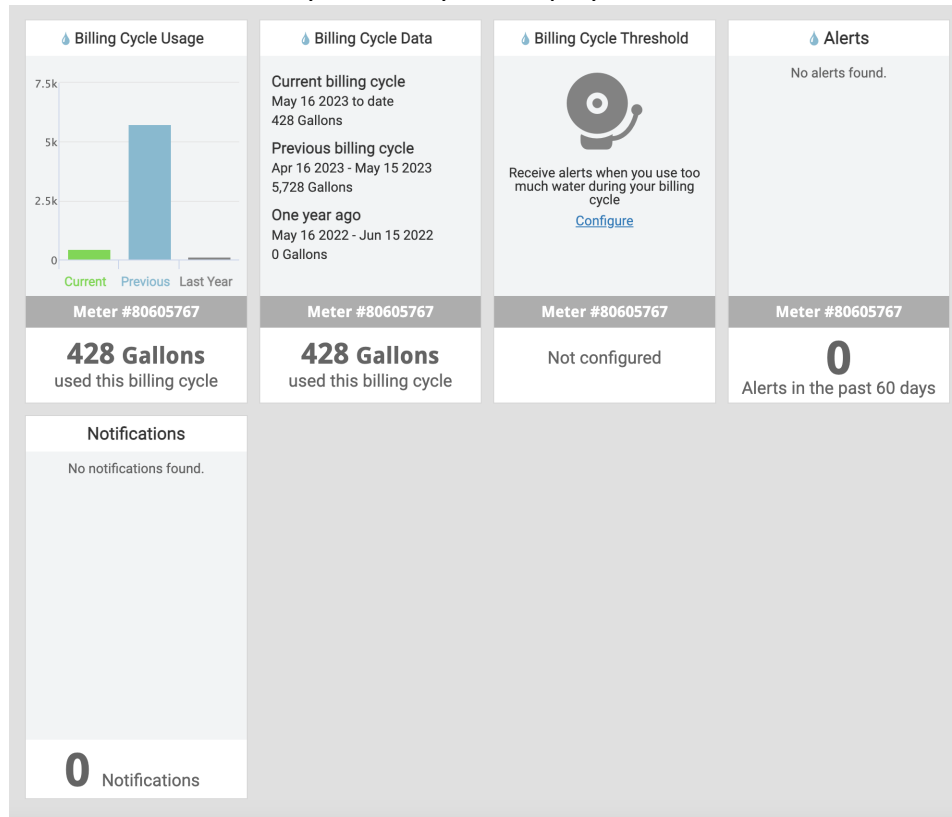 Billing Cycle Usage
7.5k
5k
2.5k
0
Current Previous Last Year
Meter #80605767
428 Gallons
used this billing cycle
Billing Cycle Data
Current billing cycle
May 16 2023 to date
428 Gallons
Previous billing cycle
Apr 16 2023 - May 15 2023
5,728 Gallons
One year ago
May 16 2022 - Jun 15 2022
0 Gallons
Meter #80605767
428 Gallons
used this billing cycle
Billing Cycle Threshold
Receive alerts when you use too
much water during your billing
cycle
Configure
Meter #80605767
Not configured
Alerts
No alerts found.
Meter #80605767
0
Alerts in the past 60 days
Notifications
No notifications found.
0 Notifications